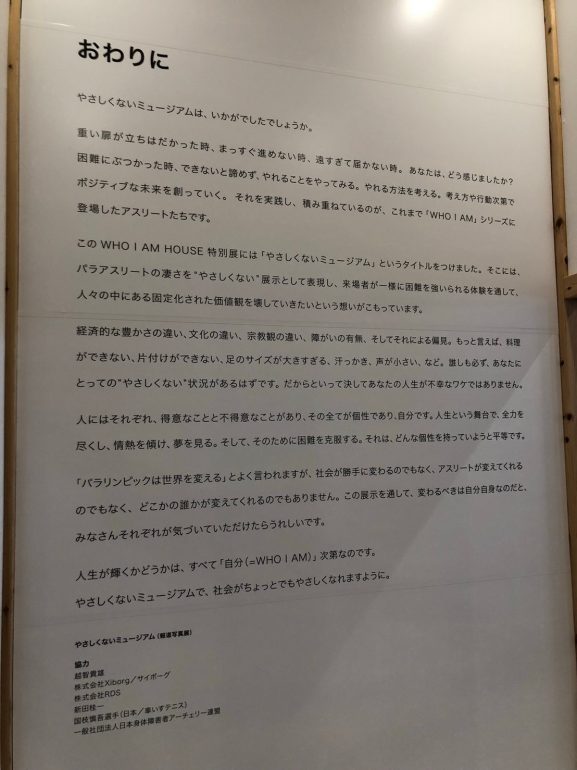 おわりに
やさしくないミュージアムは、いかがでしたでしょうか。
重い扉が立ちはだかった時、まっすぐ進めない時、遠すぎて届かない時。あなたは、どう感じましたか？
困難にぶつかった時、できないと諦めず、やれることをやってみる。やれる方法を考える。考え方や行動次第で
ポジティブな未来を創っていく。それを実践し、積み重ねているのが、これまで「WHO I AM」シリーズに
登場したアスリートたちです。
この WHO I AM HOUSE 特別展には「やさしくないミュージアム」というタイトルをつけました。そこには、
パラアスリートの凄さを“やさしくない”展示として表現し、来場者が一様に困難を強いられる体験を通して、
人々の中にある固定化された価値観を壊していきたいという想いがこもっています。
経済的な豊かさの違い、文化の違い、宗教観の違い、障がいの有無、そしてそれによる偏見。もっと言えば、料理
ができない、片付けができない、足のサイズが大きすぎる、汗っかき、声が小さい、など。誰しも必ず、あなたに
とっての“やさしくない”状況があるはずです。だからといって決してあなたの人生が不幸なワケではありません。
人にはそれぞれ、得意なことと不得意なことがあり、その全てが個性であり、自分です。人生という舞台で、全力を
尽くし、情熱を傾け、夢を見る。そして、そのために困難を克服する。それは、どんな個性を持っていようと平等です。
「パラリンピックは世界を変える」とよく言われますが、社会が勝手に変わるのでもなく、アスリートが変えてくれる
のでもなく、どこかの誰かが変えてくれるのでもありません。この展示を通して、変わるべきは自分自身なのだと、
みなさんそれぞれが気づいていただけたらうれしいです。
人生が輝くかどうかは、すべて「自分（=WHO I AM）」次第なのです。
やさしくないミュージアムで、社会がちょっとでもやさしくなれますように。
やさしくないミュージアム（報道写真展）
協力
越智貴雄
株式会社Xiborg／サイボーグ
株式会社RDS
新田桂一
国枝慎吾選手（日本／車いすテニス）
一般社団法人日本身体障害者アーチェリー連盟